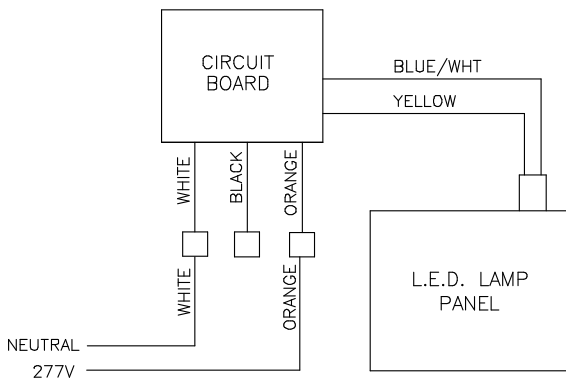 CIRCUIT
BOARD
BLUE/WHT
YELLOW
WHITE
BLACK
ORANGE
WHITE
ORANGE
L.E.D. LAMP
PANEL
NEUTRAL
277V